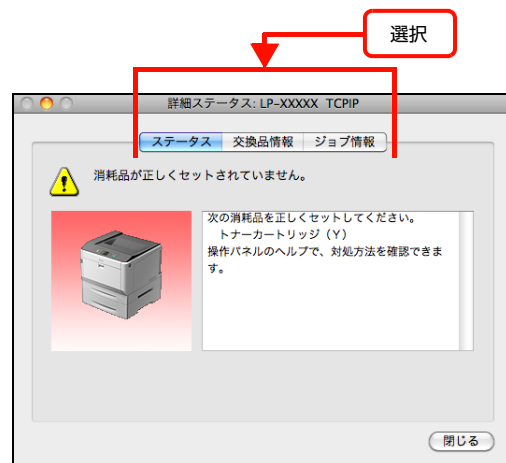 選択
詳細ステータス: LP-XXXXX TCPIP
ステータス 交換品情報 ジョブ情報
消耗品が正しくセットされていません。
次の消耗品を正しくセットしてください。
トナーカートリッジ（Y）
操作パネルのヘルプで、対処方法を確認できま
す。
閉じる